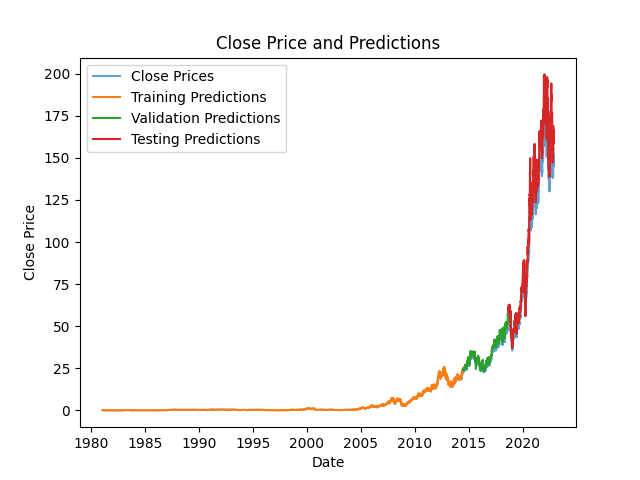 Close Price and Predictions
Close Prices
Training Predictions
Validation Predictions
Testing Predictions
Close Price
200
175
150
125
100
75
50
25
0
1980 1985 1990 1995 2000 2005 2010 2015 2020
Date